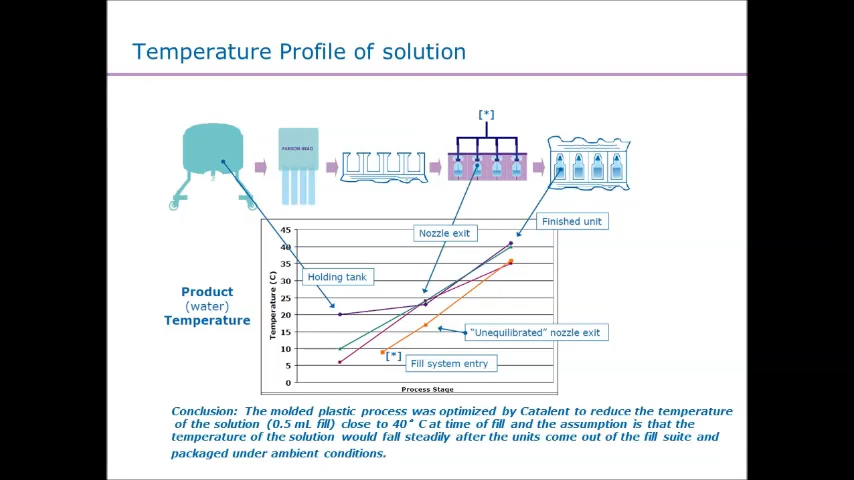 Temperature Profile of solution
[*]
PARISON HEAD
Finished unit
Nozzle exit
Holding tank
Product
(water)
Temperature
Temperature (C)
45
40
35
30
25
20
15
10
5
0
"Unequilibrated" nozzle exit
[*]
Fill system entry
Process Stage
Conclusion: The molded plastic process was optimized by Catalent to reduce the temperature
of the solution (0.5 mL fill) close to 40° C at time of fill and the assumption is that the
temperature of the solution would fall steadily after the units come out of the fill suite and
packaged under ambient conditions.